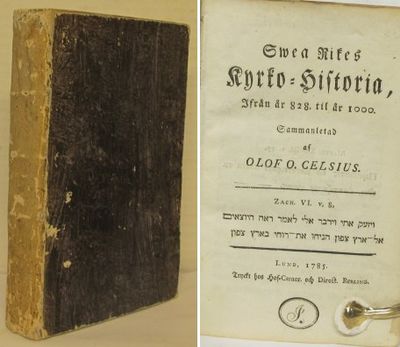 Swea Rikes
Kyrko-Historia,
Ifrån år 828. til år 1000.
Sammanletad
af
OLOF O. CELSIUS.
ZACH. VI. v. 8.
ויזעק אתי וידבר אלי לאמר ראה היוצאים
אל-ארץ צפון הניחו את-רוחי בארץ צפון
LUND, 1785.
Tryckt hos Hof-Cancer. och Direct. BERLING.